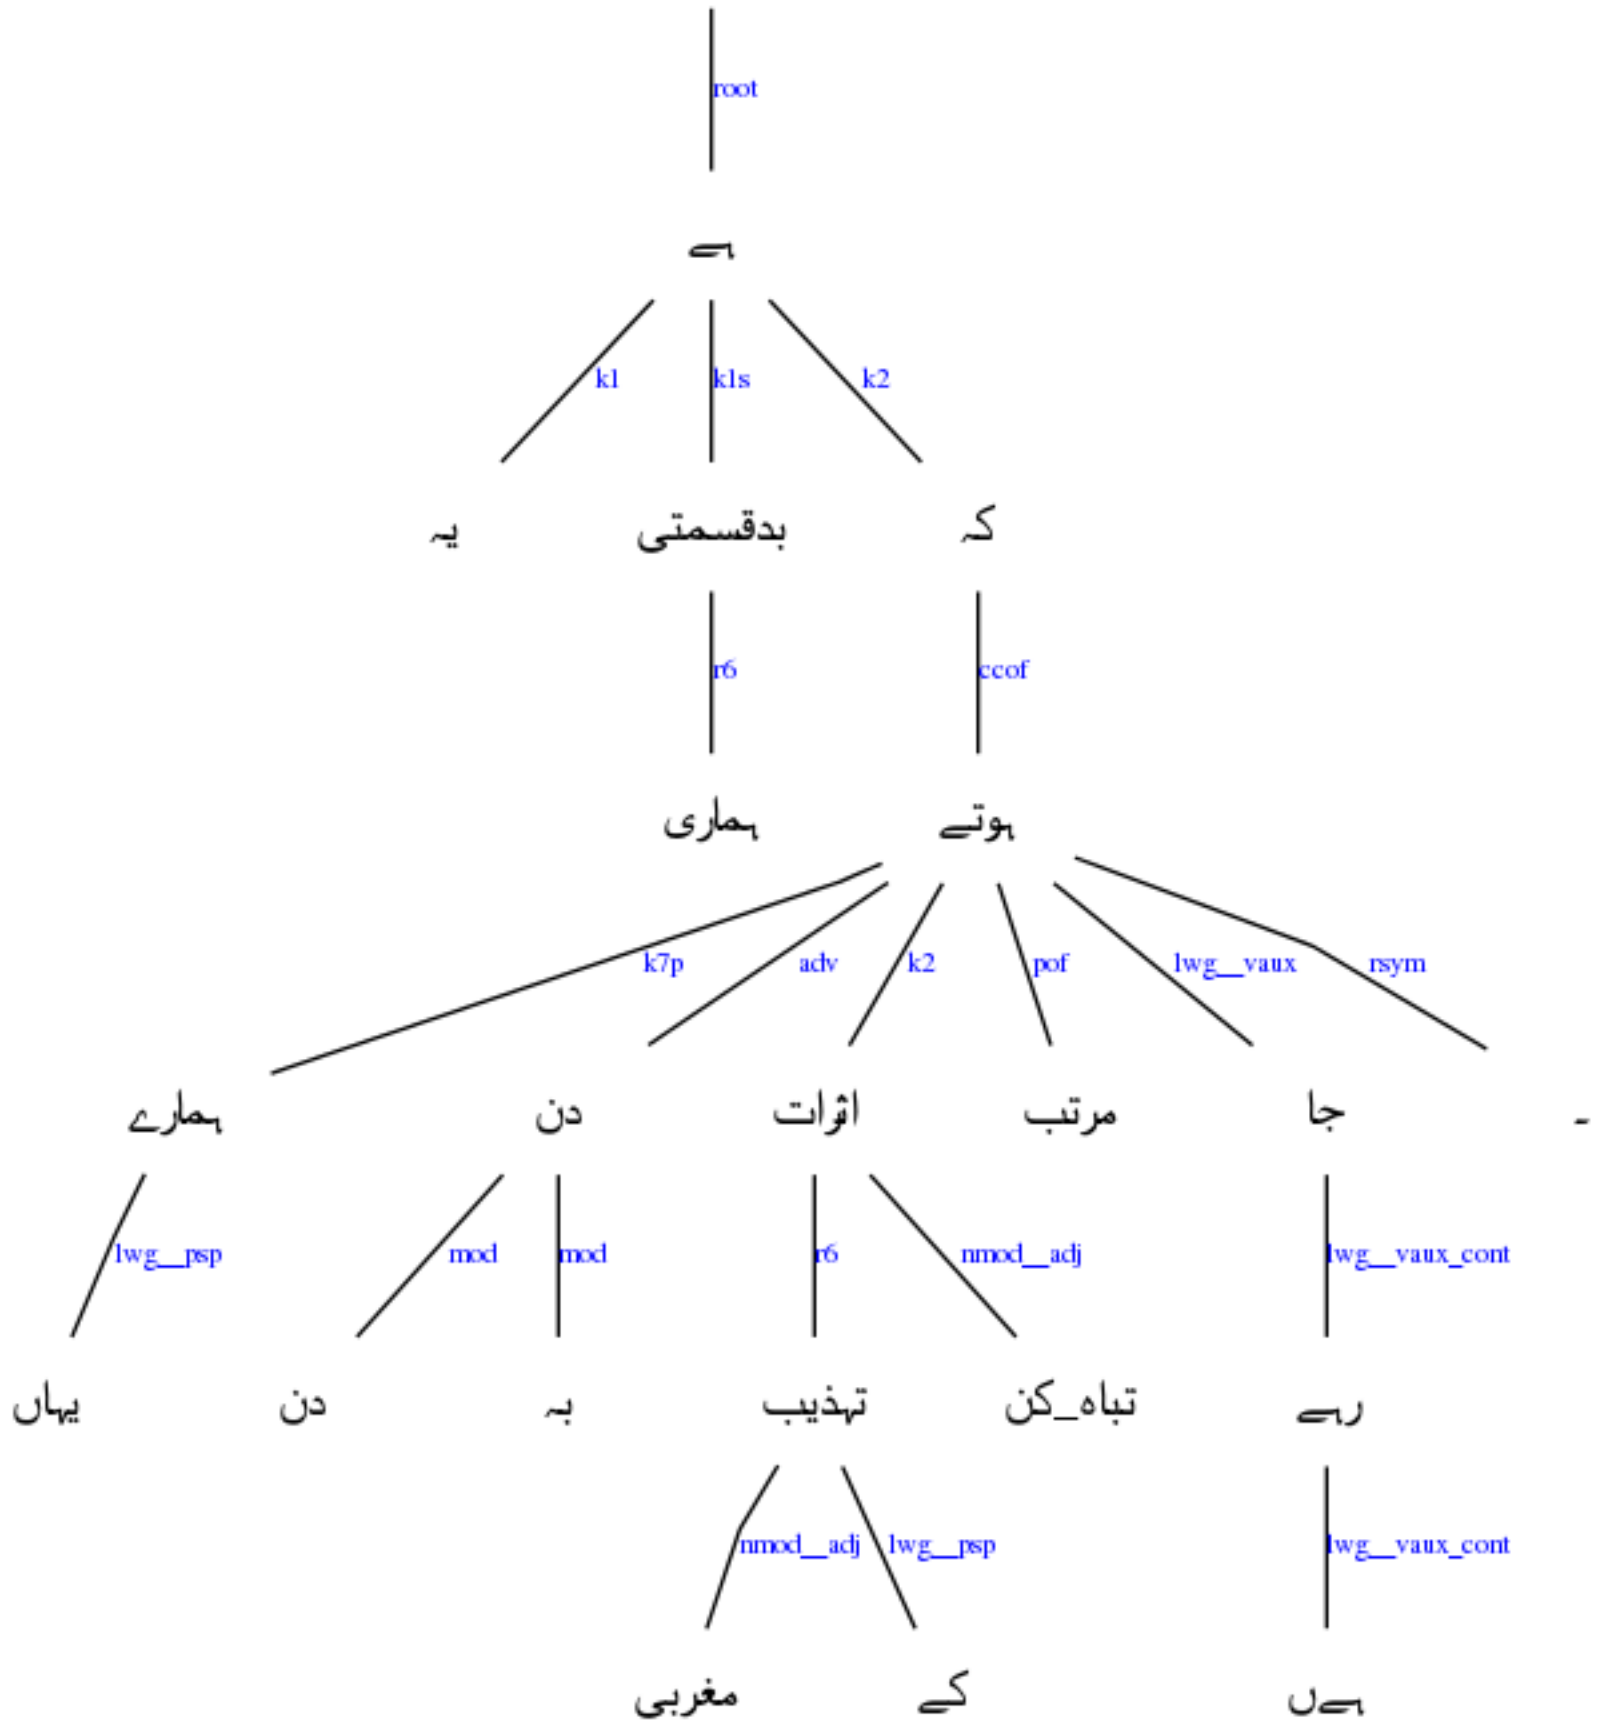 root
ہے
k1 k1s k2
یہ بدقسمتی کہ
r6 ccof
ہماری ہوتے
k7p adv k2 pof lwg__vaux rsym
ہمارے دن اثرات مرتب جا ۔
lwg__psp mod mod r6 nmod__adj lwg__vaux_cont
یہاں دن بہ تہذیب تباہ_کن رہے
nmod__adj lwg__psp lwg__vaux_cont
مغربی کے ہےں